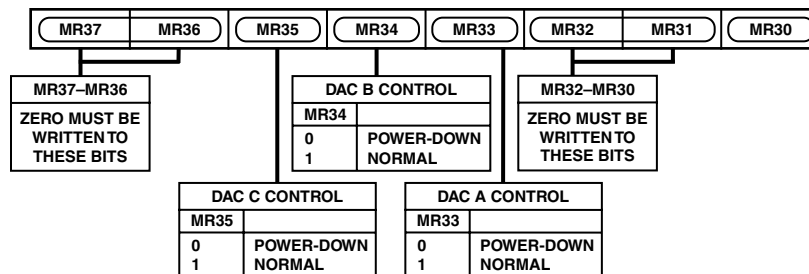 MR37 MR36 MR35 MR34 MR33 MR32 MR31 MR30
MR37–MR36
ZERO MUST BE
WRITTEN TO
THESE BITS
DAC B CONTROL
MR34
0 POWER-DOWN
1 NORMAL
MR32–MR30
ZERO MUST BE
WRITTEN TO
THESE BITS
DAC C CONTROL
MR35
0 POWER-DOWN
1 NORMAL
DAC A CONTROL
MR33
0 POWER-DOWN
1 NORMAL